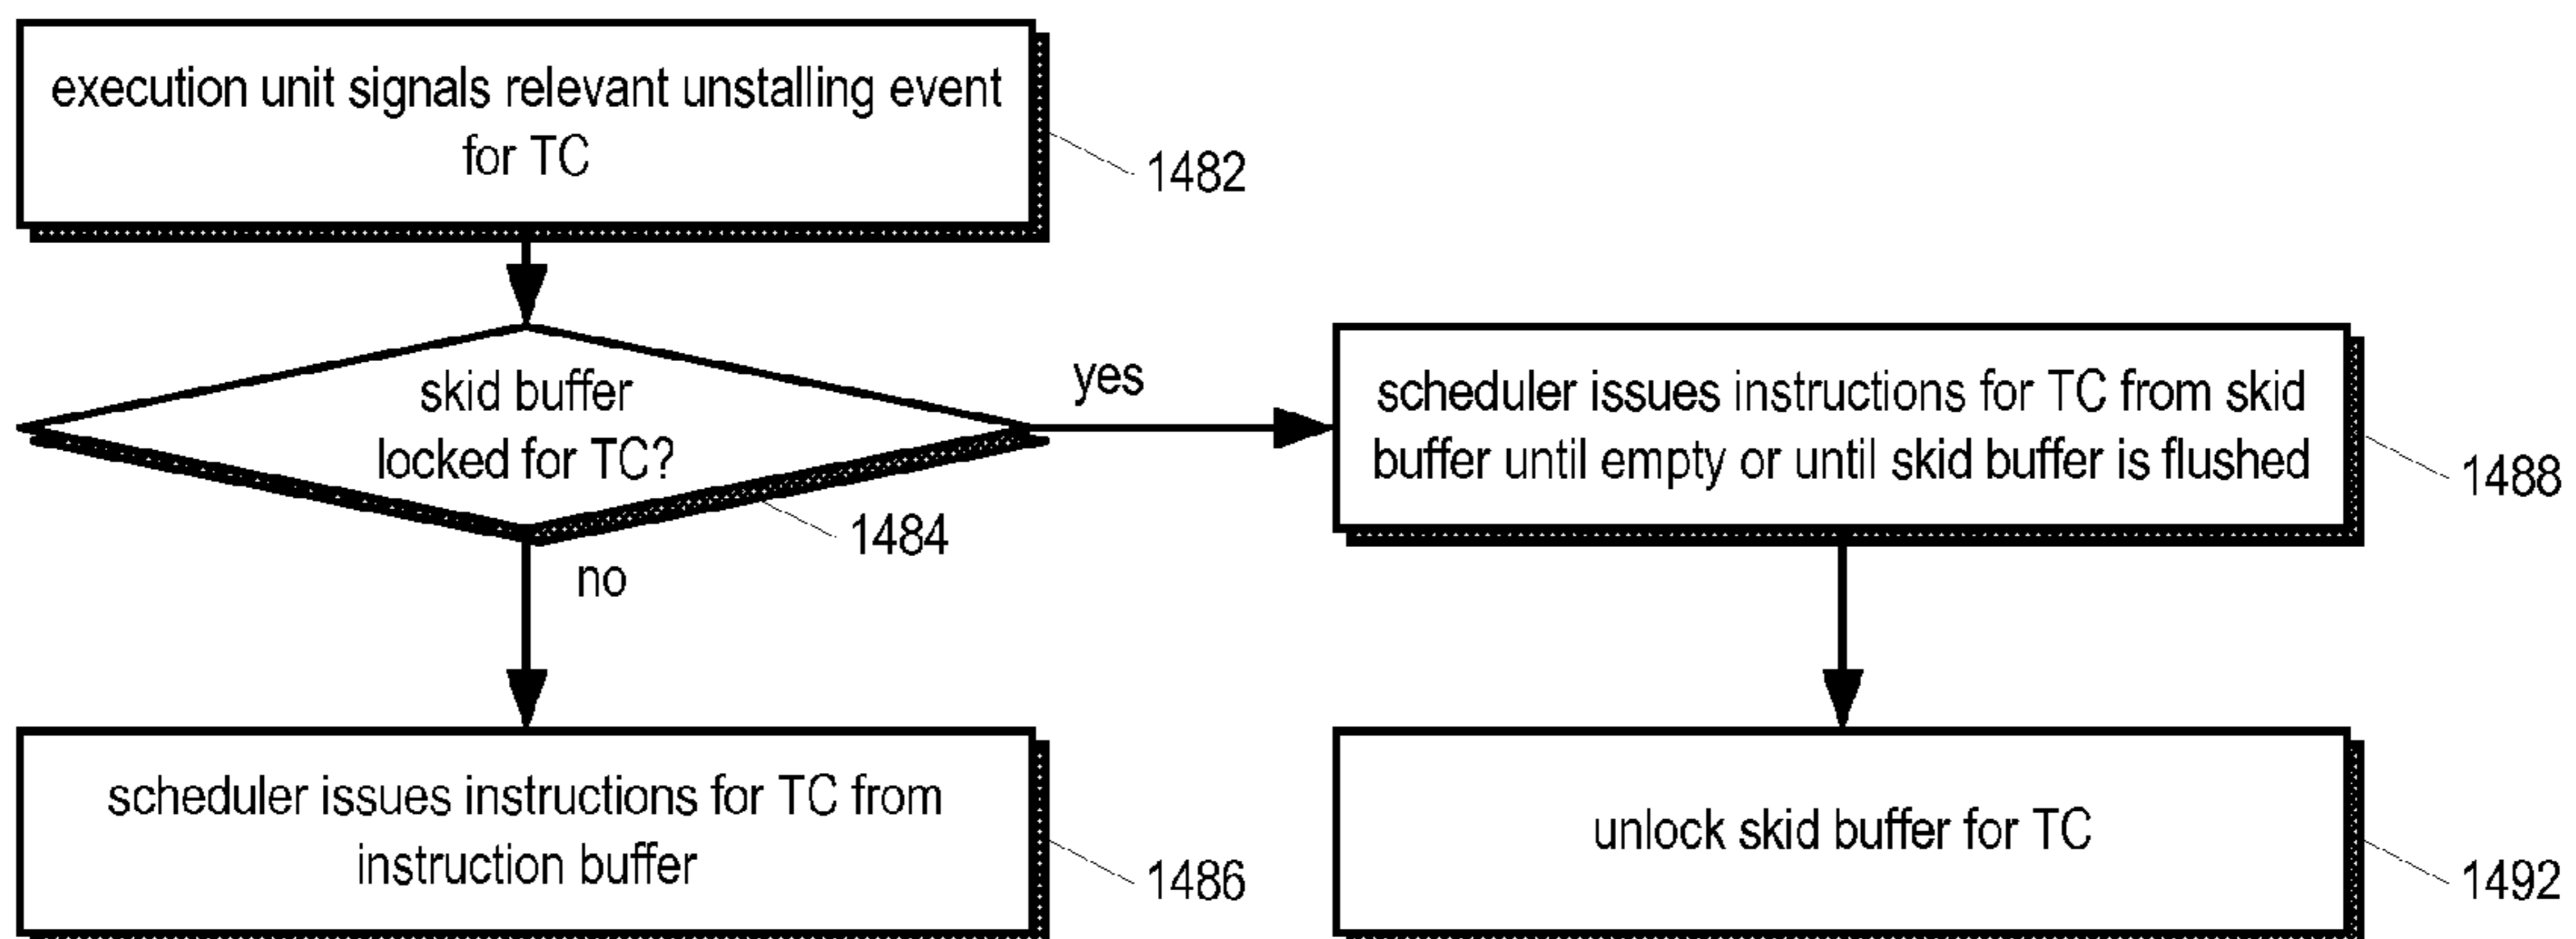 execution unit signals relevant unstalling event
for TC
1482
skid buffer
locked for TC?
1484
yes
no
scheduler issues instructions for TC from skid
buffer until empty or until skid buffer is flushed
1488
scheduler issues instructions for TC from
instruction buffer
1486
unlock skid buffer for TC
1492